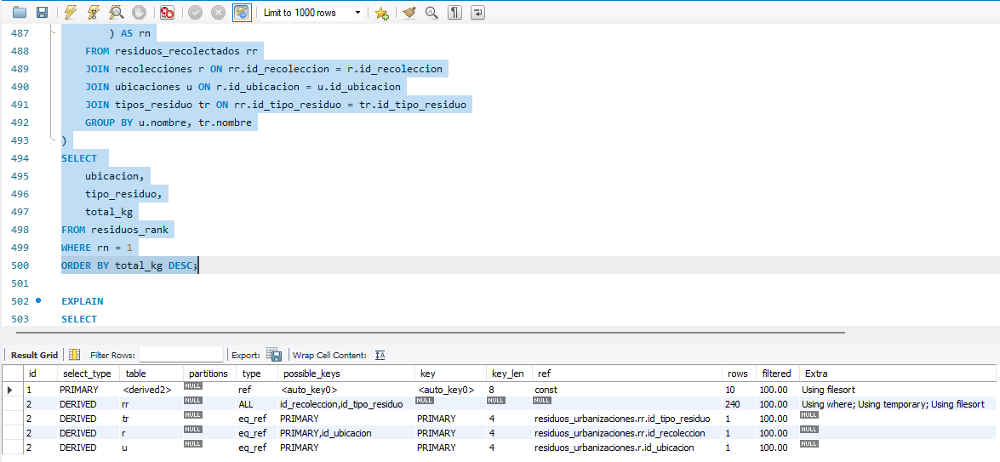 Limit to 1000 rows
487 ) AS rn
488 FROM residuos_recolectados rr
489 JOIN recolecciones r ON rr.id_recoleccion = r.id_recoleccion
490 JOIN ubicaciones u ON r.id_ubicacion = u.id_ubicacion
491 JOIN tipos_residuo tr ON rr.id_tipo_residuo = tr.id_tipo_residuo
492 GROUP BY u.nombre, tr.nombre
493 )
494 SELECT
495 ubicacion,
496 tipo_residuo,
497 total_kg
498 FROM residuos_rank
499 WHERE rn = 1
500 ORDER BY total_kg DESC;
501
502 EXPLAIN
503 SELECT
Result Grid Filter Rows: Export: Wrap Cell Content: IA
id select_type table partitions type possible_keys key key_len ref rows filtered Extra
1 PRIMARY <derived2> NULL ref <auto_key0> <auto_key0> 8 const 10 100.00 Using filesort
2 DERIVED rr NULL ALL id_recoleccion,id_tipo_residuo NULL NULL NULL 240 100.00 Using where; Using temporary; Using filesort
2 DERIVED tr NULL eq_ref PRIMARY PRIMARY 4 residuos_urbanizaciones.rr.id_tipo_residuo 1 100.00 NULL
2 DERIVED r NULL eq_ref PRIMARY,id_ubicacion PRIMARY 4 residuos_urbanizaciones.rr.id_recoleccion 1 100.00 NULL
2 DERIVED u NULL eq_ref PRIMARY PRIMARY 4 residuos_urbanizaciones.r.id_ubicacion 1 100.00 NULL